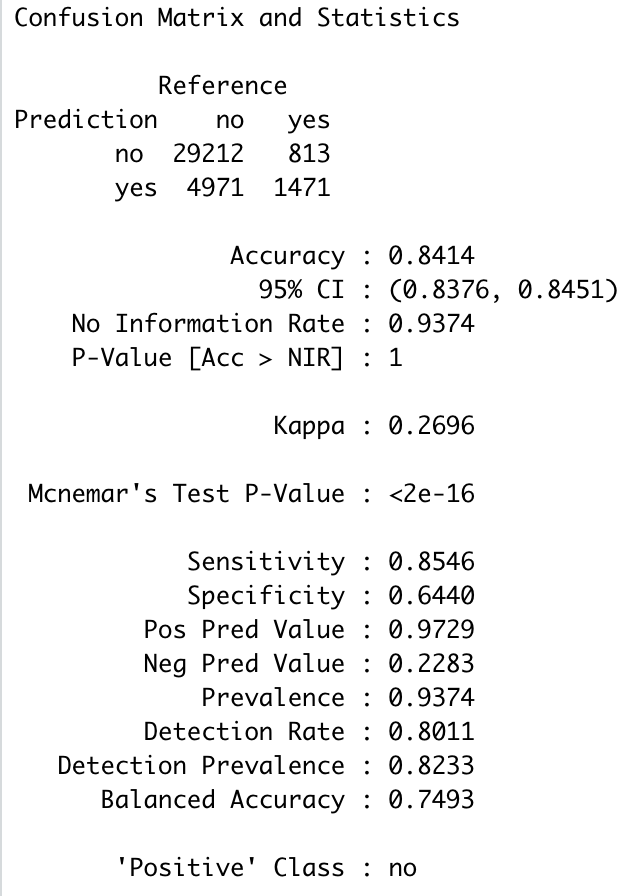 Confusion Matrix and Statistics
Reference
Prediction no yes
no 29212 813
yes 4971 1471
Accuracy : 0.8414
95% CI : (0.8376, 0.8451)
No Information Rate : 0.9374
P-Value [Acc > NIR] : 1
Kappa : 0.2696
Mcnemar's Test P-Value : <2e-16
Sensitivity : 0.8546
Specificity : 0.6440
Pos Pred Value : 0.9729
Neg Pred Value : 0.2283
Prevalence : 0.9374
Detection Rate : 0.8011
Detection Prevalence : 0.8233
Balanced Accuracy : 0.7493
'Positive' Class : no